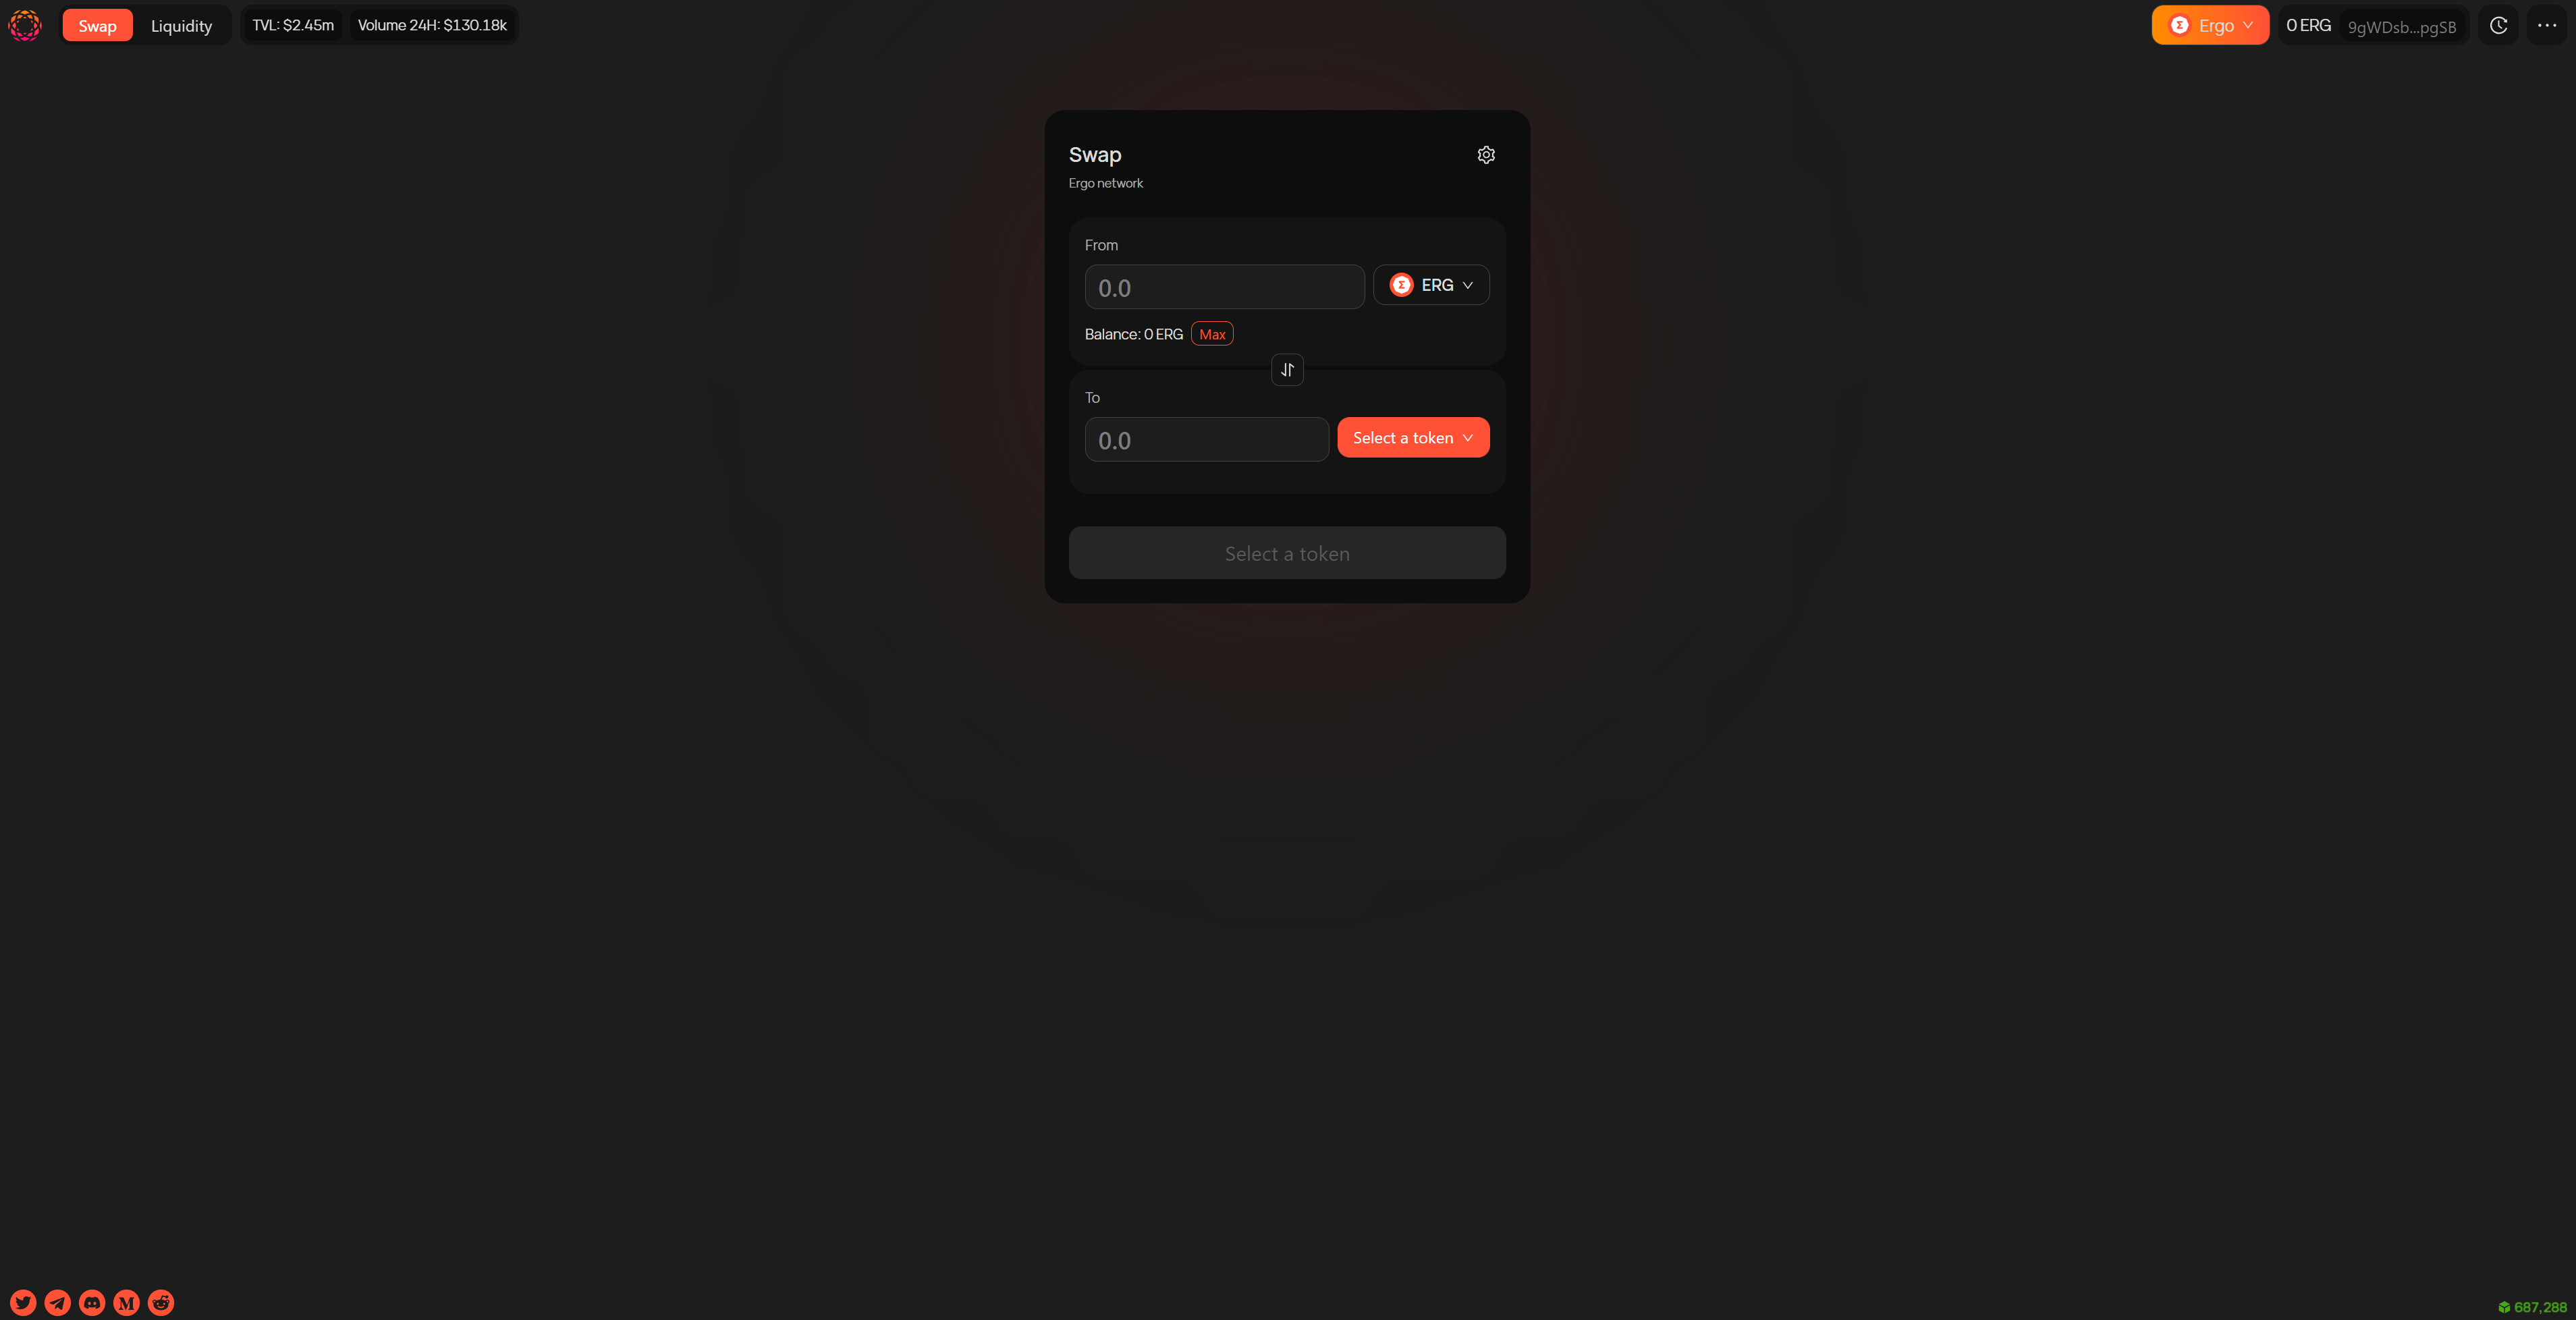 Swap
Liquidity
TVL: $2.45m
Volume 24H: $130.18k
Ergo
0 ERG
9gWDsb...pgSB
Swap
Ergo network
From
0.0
ERG
Balance: 0 ERG
Max
To
0.0
Select a token
Select a token
687,288